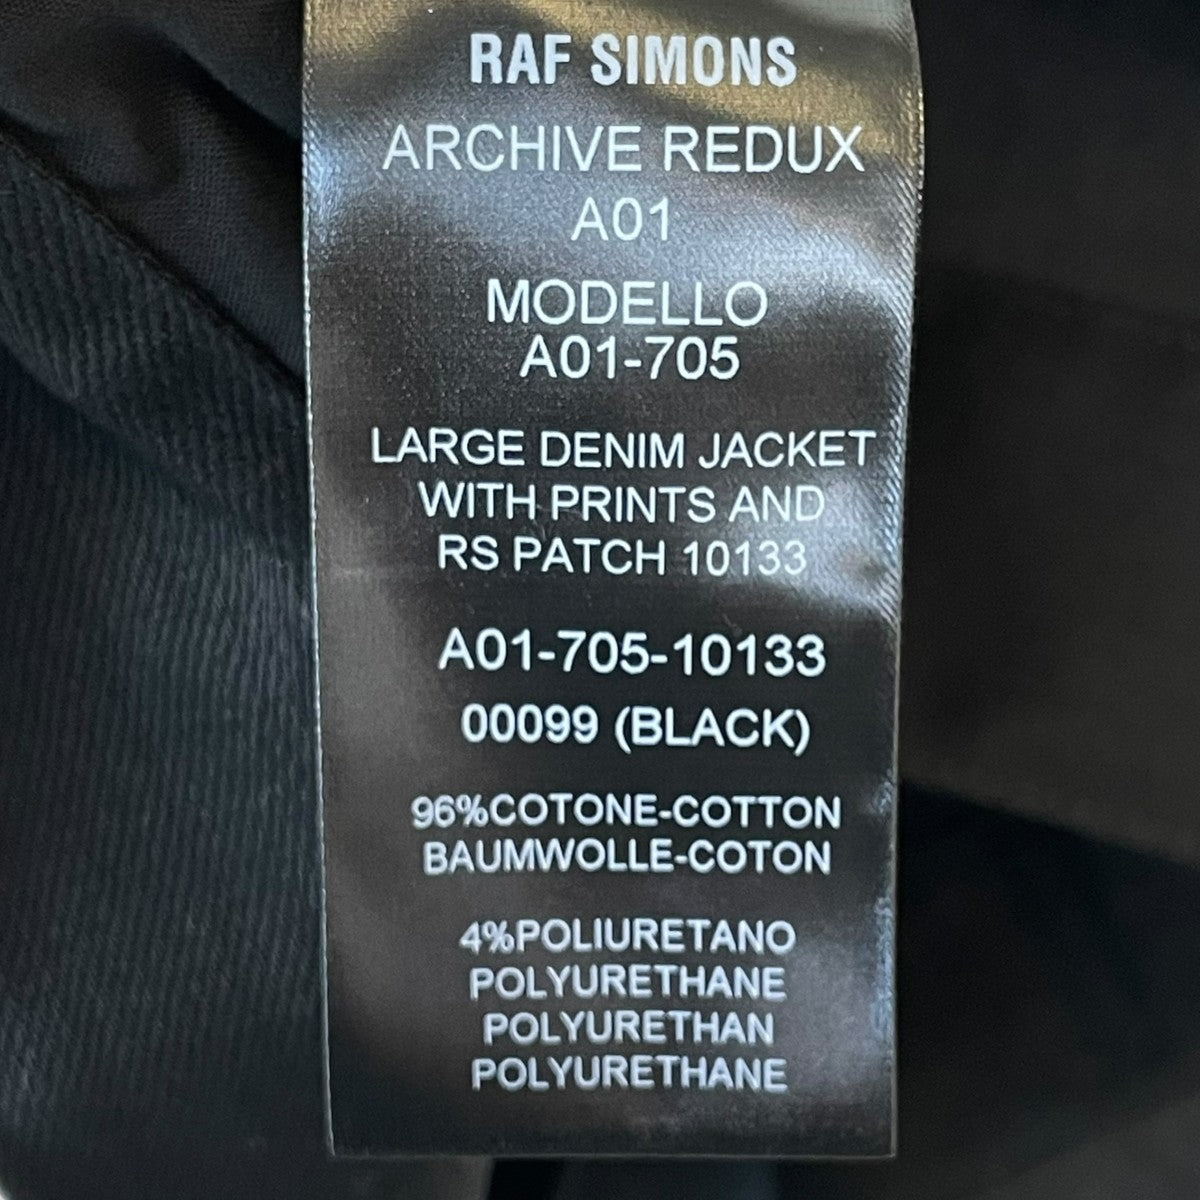 RAF SIMONS
ARCHIVE REDUX
A01
MODELLO
A01-705
LARGE DENIM JACKET
WITH PRINTS AND
RS PATCH 10133
A01-705-10133
00099 (BLACK)
96%COTONE-COTTON
BAUMWOLLE-COTON
4%POLIURETANO
POLYURETHANE
POLYURETHAN
POLYURETHANE